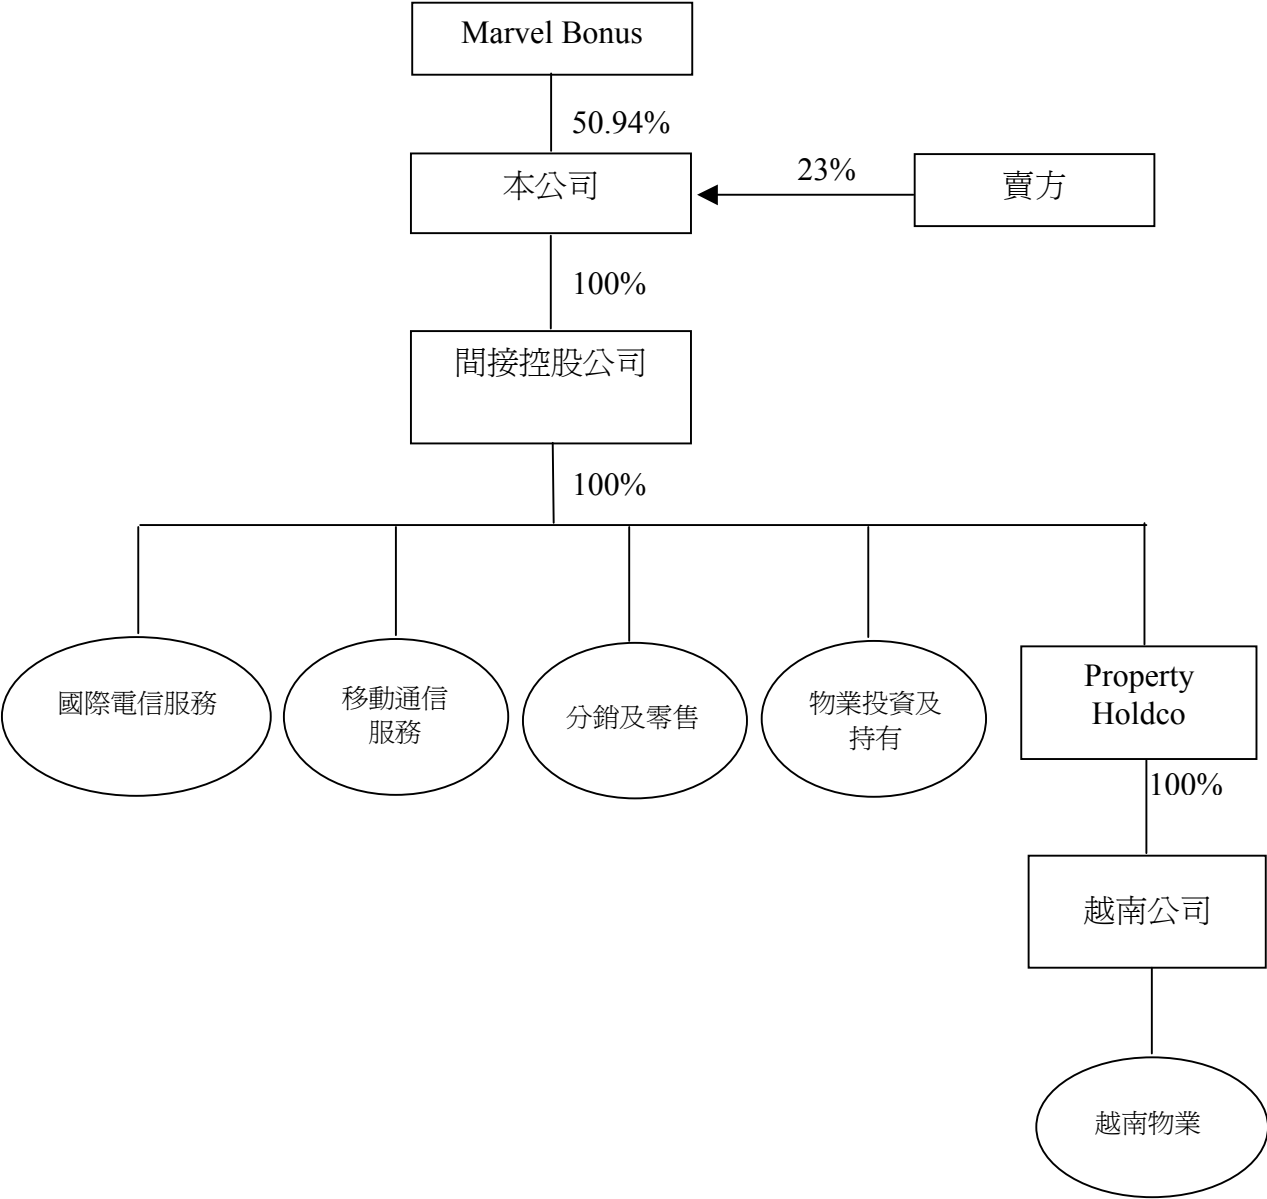 Marvel Bonus
50.94%
本公司
23%
賣方
100%
間接控股公司
100%
國際電信服務
移動通信
服務
分銷及零售
物業投資及
持有
Property
Holdco
100%
越南公司
越南物業